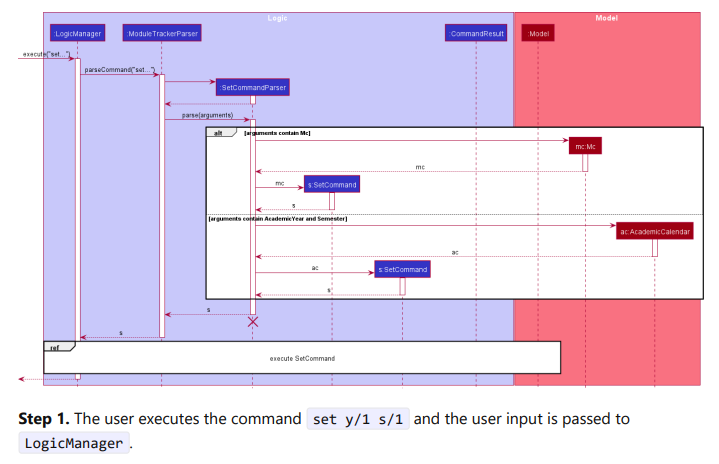 Logic
Model
:LogicManager
:ModuleTrackerParser
:CommandResult
:Model
execute("set...")
parseCommand("set...")
:SetCommandParser
parse(arguments)
alt
[arguments contain Mc]
mc:Mc
mc
mc
s:SetCommand
s
[arguments contain AcademicYear and Semester]
ac:AcademicCalendar
ac
ac
s:SetCommand
s
s
s
ref
execute SetCommand
Step 1. The user executes the command set y/1 s/1 and the user input is passed to
LogicManager.